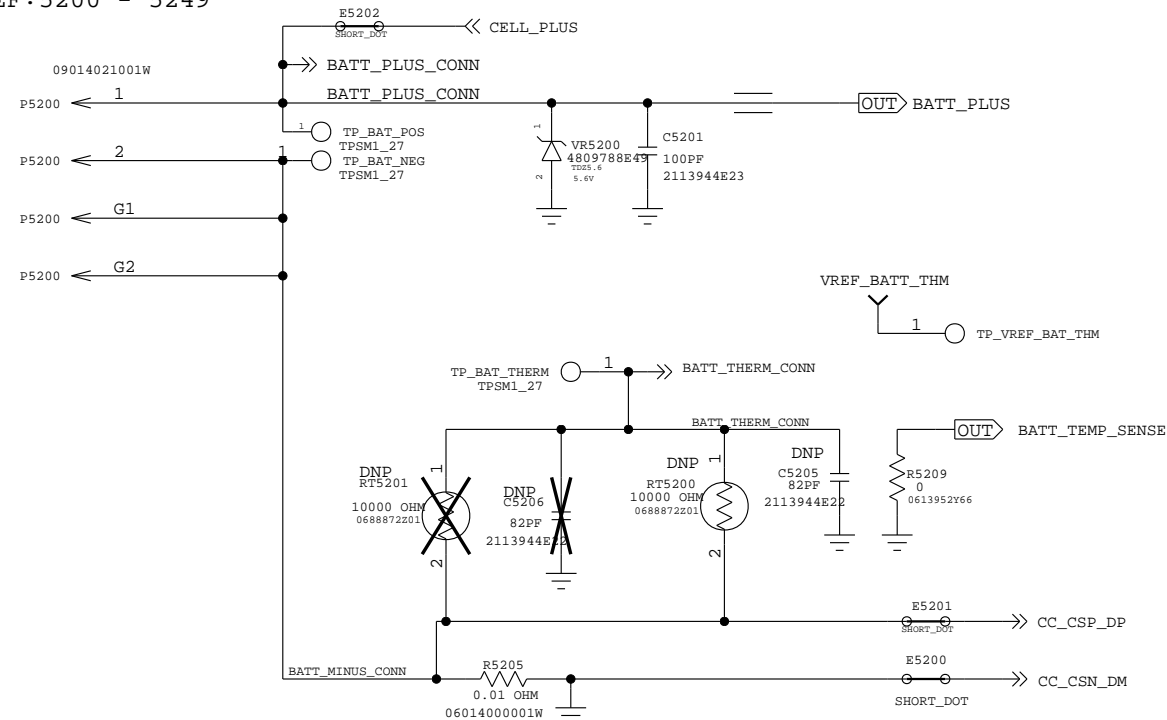 EF:5200 - 5249
E5202
SHORT_DOT
CELL_PLUS
BATT_PLUS_CONN
09014021001W
P5200
1
BATT_PLUS_CONN
OUT
BATT_PLUS
1
TP_BAT_POS
TPSM1_27
P5200
2
1
TP_BAT_NEG
TPSM1_27
1
VR5200
4809788E49
TDZ5.6
5.6V
2
C5201
100PF
2113944E23
P5200
G1
P5200
G2
VREF_BATT_THM
1
TP_VREF_BAT_THM
TP_BAT_THERM
TPSM1_27
1
BATT_THERM_CONN
BATT_THERM_CONN
OUT
BATT_TEMP_SENSE
DNP
RT5201
10000 OHM
0688872Z01
1
2
DNP
C5206
82PF
2113944E22
DNP
RT5200
10000 OHM
0688872Z01
1
2
DNP
C5205
82PF
2113944E22
R5209
0
0613952Y66
E5201
SHORT_DOT
CC_CSP_DP
BATT_MINUS_CONN
R5205
0.01 OHM
06014000001W
E5200
SHORT_DOT
CC_CSN_DM